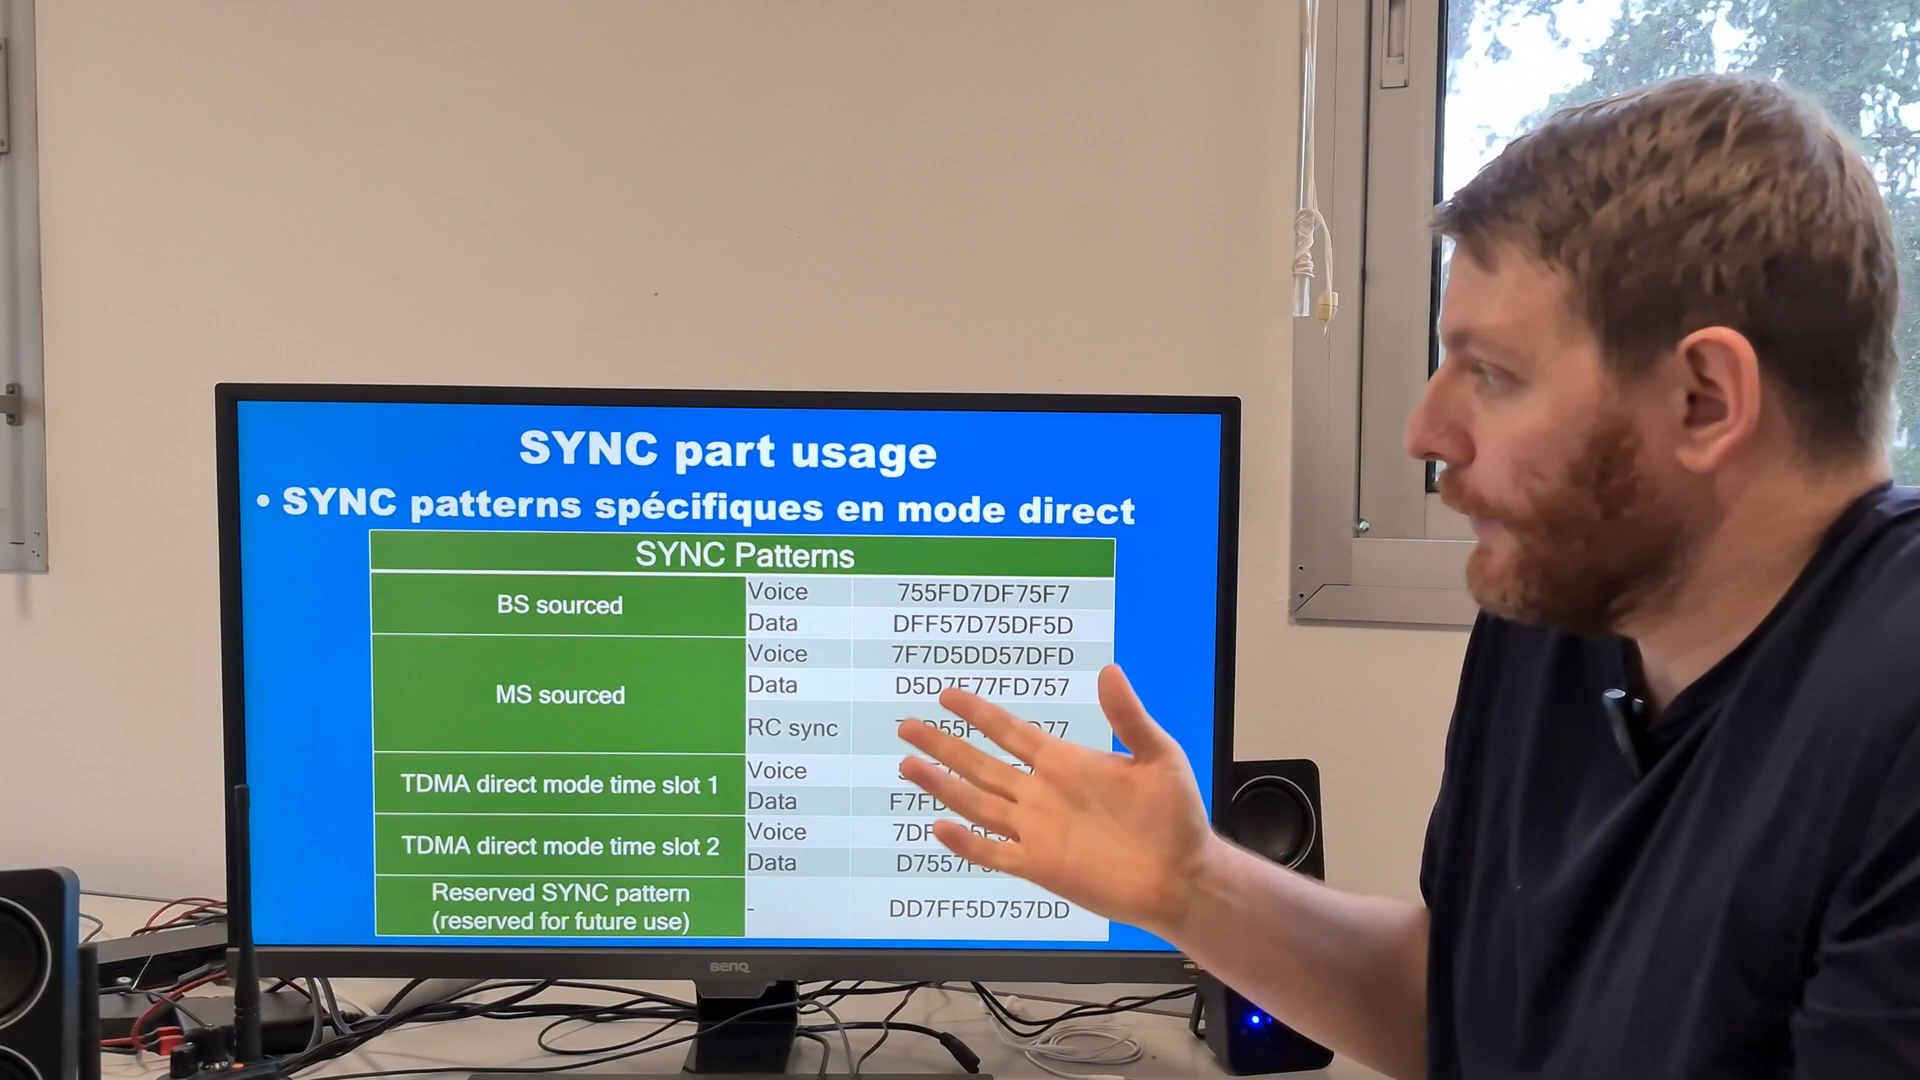 SYNC part usage
• SYNC patterns spécifiques en mode direct
SYNC Patterns
BS sourced
Voice 755FD7DF75F7
Data DFF57D75DF5D
MS sourced
Voice 7F7D5DD57DFD
Data D5D7F77FD757
RC sync
TDMA direct mode time slot 1
Voice
Data
TDMA direct mode time slot 2
Voice
Data
Reserved SYNC pattern
(reserved for future use)
- DD7FF5D757DD
BenQ